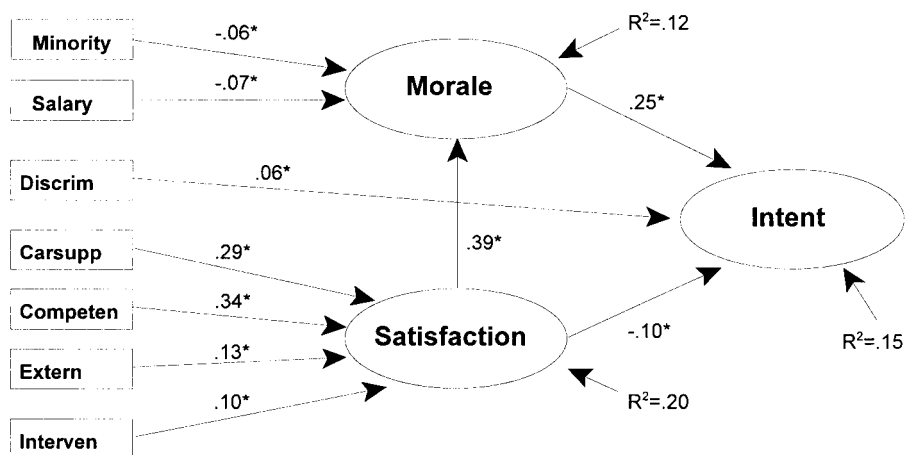 Minority
-.06*
R²=.12
Salary
-.07*
Morale
.25*
Discrim
.06*
Intent
Carsupp
.29*
.39*
Competen
.34*
Satisfaction
-.10*
Extern
.13*
R²=.15
Interven
.10*
R²=.20